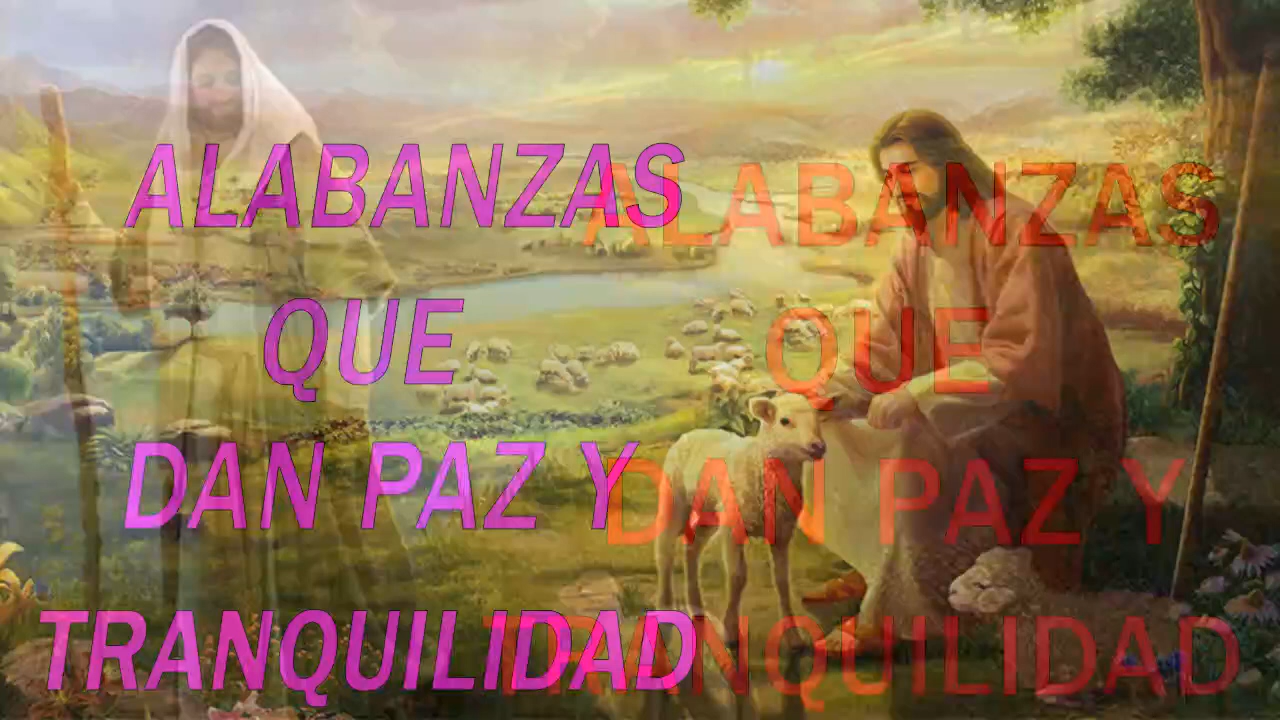 ALABANZAS
QUE
DAN PAZ Y
TRANQUILIDAD
ALABANZAS
QUE
DAN PAZ Y
TRANQUILIDAD